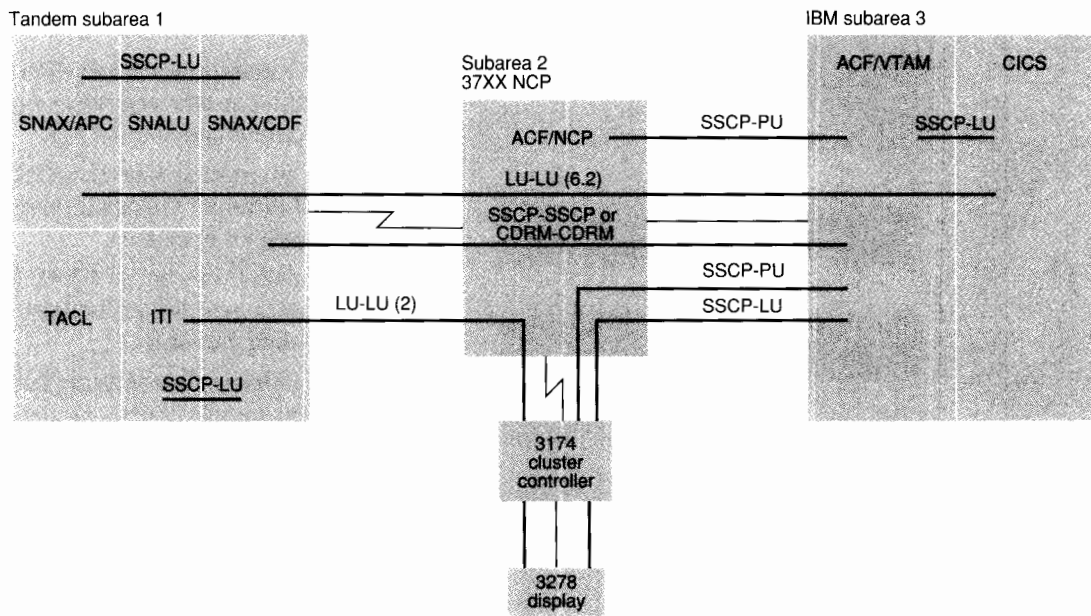 Tandem subarea 1
SSCP-LU
SNAX/APC SNALU SNAX/CDF
TACL ITI
SSCP-LU
LU-LU (2)
Subarea 2
37XX NCP
ACF/NCP
LU-LU (6.2)
SSCP-SSCP or
CDRM-CDRM
SSCP-PU
SSCP-PU
SSCP-LU
IBM subarea 3
ACF/VTAM CICS
SSCP-LU
3174
cluster
controller
3278
display